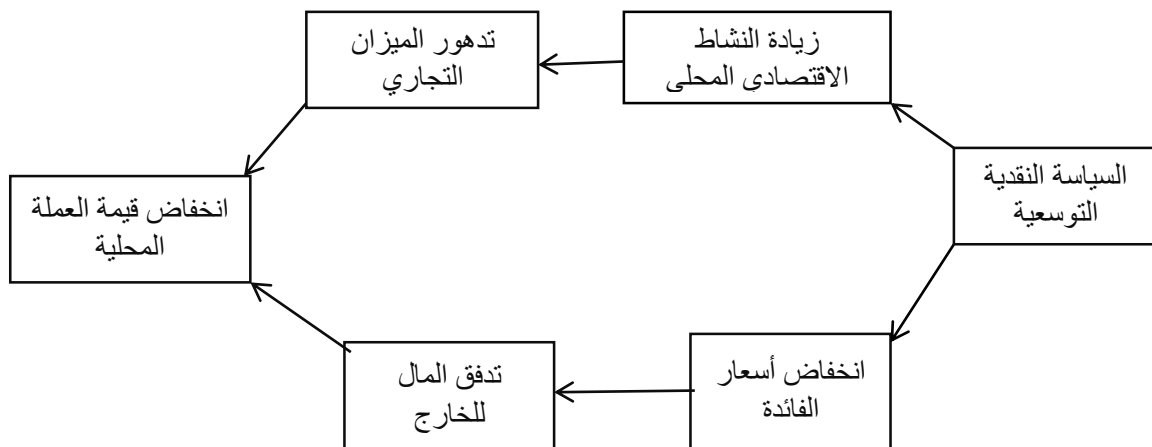 زيادة النشاط
الاقتصادى المحلى
تدهور الميزان
التجاري
السياسة النقدية
التوسعية
انخفاض قيمة العملة
المحلية
انخفاض أسعار
الفائدة
تدفق المال
للخارج